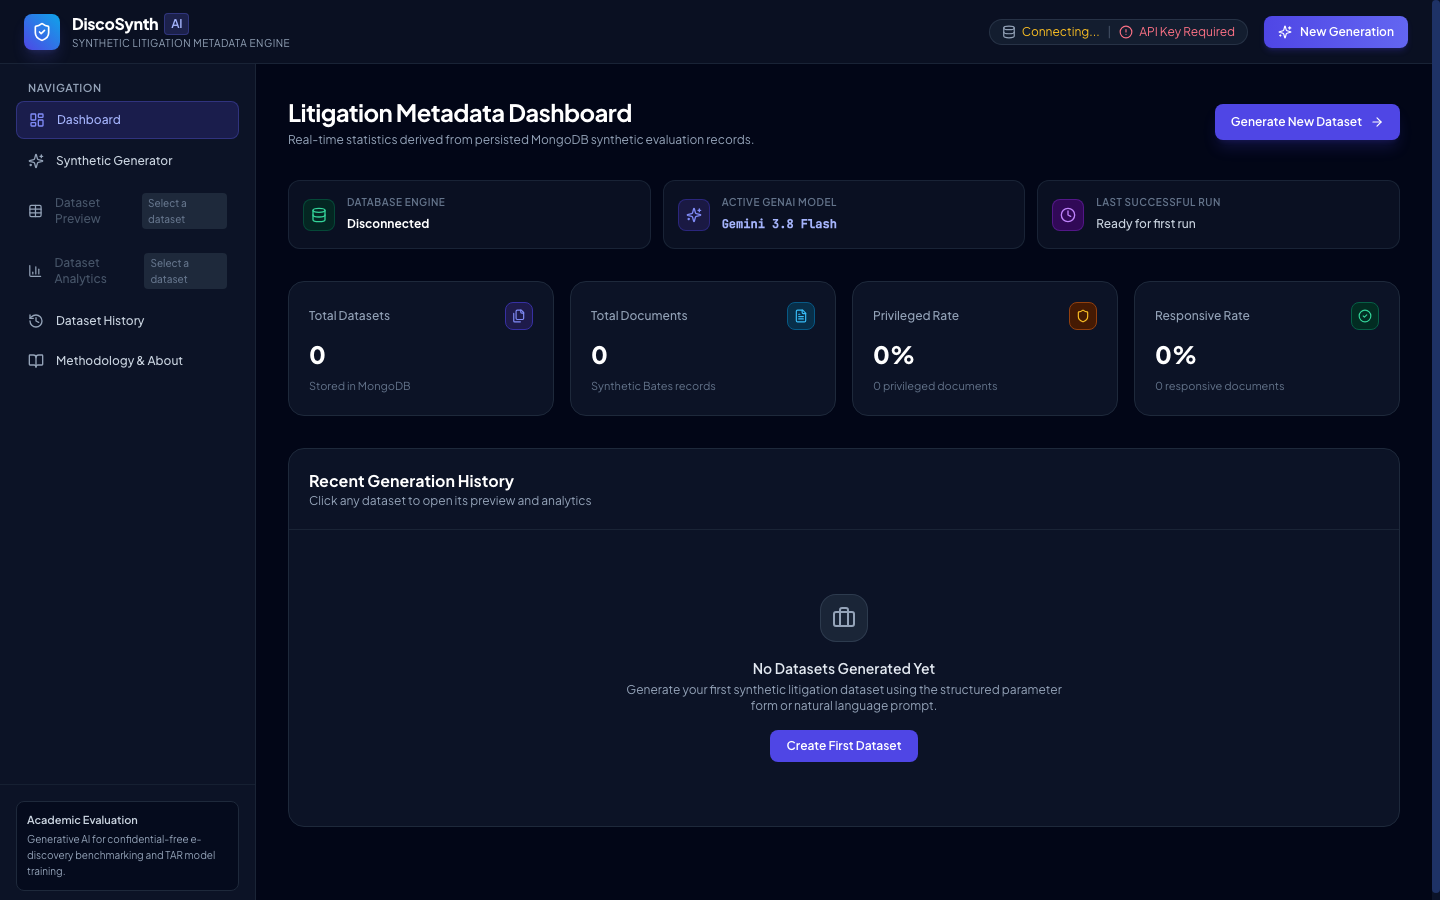 DiscoSynth AI
SYNTHETIC LITIGATION METADATA ENGINE
Connecting... | API Key Required
New Generation
NAVIGATION
Dashboard
Synthetic Generator
Dataset
Preview
Select a
dataset
Dataset
Analytics
Select a
dataset
Dataset History
Methodology & About
Academic Evaluation
Generative AI for confidential-free e-
discovery benchmarking and TAR model
training.
Litigation Metadata Dashboard
Real-time statistics derived from persisted MongoDB synthetic evaluation records.
Generate New Dataset
DATABASE ENGINE
Disconnected
ACTIVE GENAI MODEL
Gemini 3.8 Flash
LAST SUCCESSFUL RUN
Ready for first run
Total Datasets
0
Stored in MongoDB
Total Documents
0
Synthetic Bates records
Privileged Rate
0%
0 privileged documents
Responsive Rate
0%
0 responsive documents
Recent Generation History
Click any dataset to open its preview and analytics
No Datasets Generated Yet
Generate your first synthetic litigation dataset using the structured parameter
form or natural language prompt.
Create First Dataset